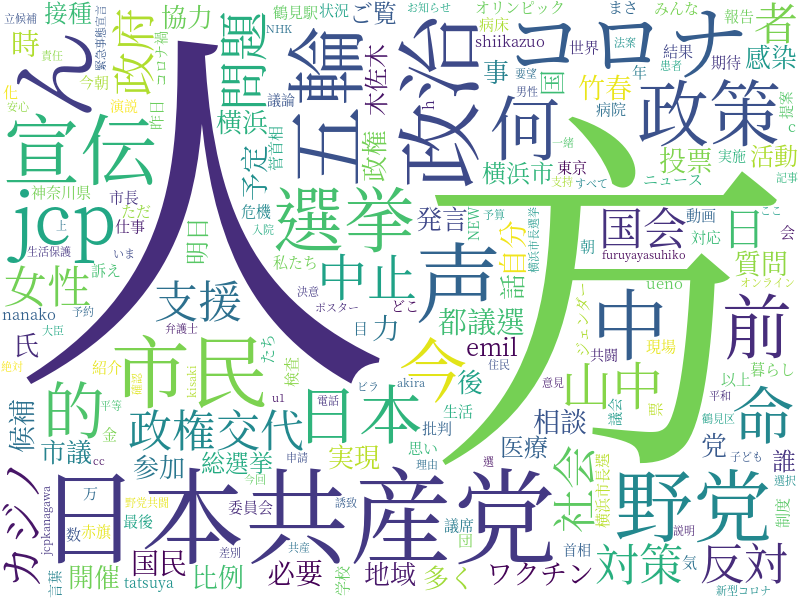 人
方
日本共産党
jcp
宣伝
ん
政府
問題
五輪
政治
コロナ
政策
何
選挙
声
中止
国会
日
女性
支援
市民
的
政権交代
日本
今
中
前
山中
命
野党
社会
対策
反対
カジノ
候補
市議
参加
総選挙
実現
国民
開催
比例
必要
地域
多く
ワクチン
医療
相談
党
誰
都議選
emil
後
力
話
自分
発言
横浜市
横浜
予定
明日
政権
木佐木
竹春
投票
活動
質問
感染
者
事
国
時
接種
協力
ご覧
氏
nanako
立候補
責任
NHK
緊急事態宣言
コロナ禍
今朝
化
安心
演説
昨日
鶴見駅
状況
お知らせ
オリンピック
病床
shiikazuo
世界
まさ
みんな
法案
報告
結果
期待
年
要望
患者
男性
病院
提案
議論
菅首相
h
c
神奈川県
市長
ただ
仕事
危機
入院
生活保護
上
いま
訴え
私たち
NEW
支持
すべて
一緒
東京
実施
ニュース
記事
予算
横浜市長選挙
動画
対応
会
ここ
朝
furuyayasuhiko
ueno
オンライン
ジェンダー
現場
共闘
暮らし
以上
平和
意見
議会
票
鶴見区
子ども
選択
制度
提
横浜市長選
説明
気
新型コロナ
首相
団
議席
委員会
差別
共産
誘致
理由
選
住民
批判
思い
生活
akira
ビラ
目
どこ
ポスター
決意
弁護士
予約
大臣
絶対
紹介
平等
確認
kisaki
たち
検査
u1
電話
申請
今回
金
cc
万
数
赤旗
最後
野党共闘
jcpkanagawa
言葉
tatsuya
学校